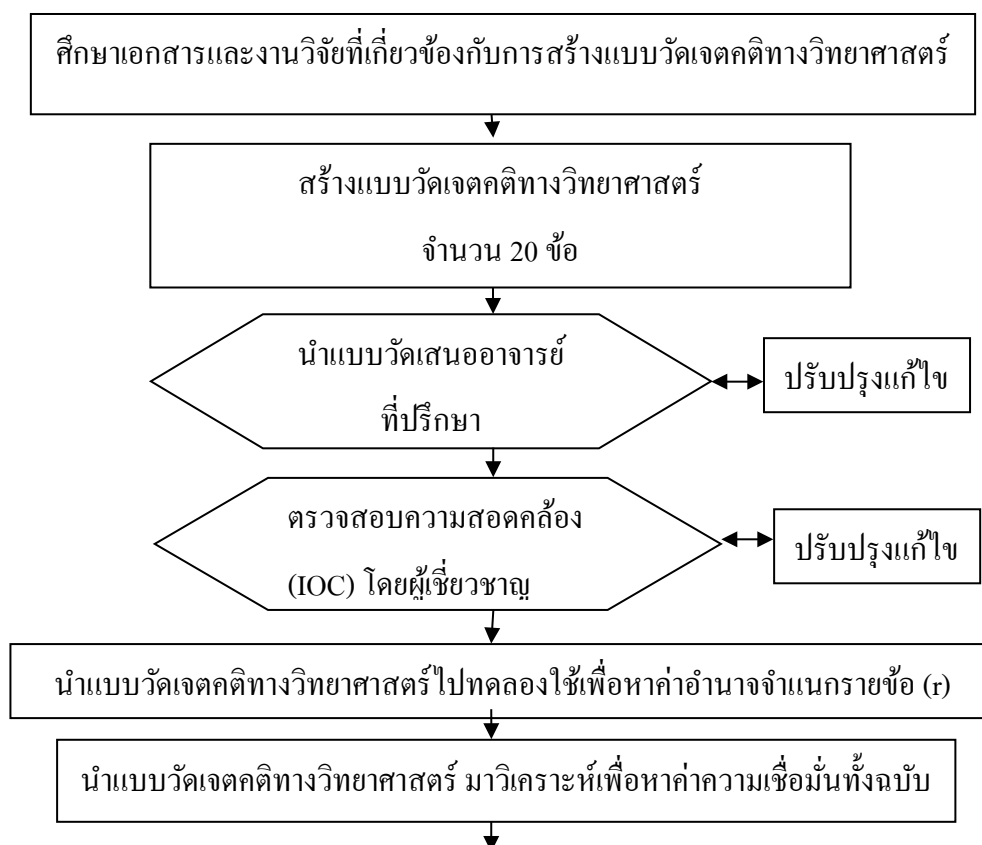 ศึกษาเอกสารและงานวิจัยที่เกี่ยวข้องกับการสร้างแบบวัดเจตคติทางวิทยาศาสตร์
สร้างแบบวัดเจตคติทางวิทยาศาสตร์
จำนวน 20 ข้อ
นำแบบวัดเสนออาจารย์
ที่ปรึกษา
ปรับปรุงแก้ไข
ตรวจสอบความสอดคล้อง
(IOC) โดยผู้เชี่ยวชาญ
ปรับปรุงแก้ไข
นำแบบวัดเจตคติทางวิทยาศาสตร์ไปทดลองใช้เพื่อหาค่าอำนาจจำแนกรายข้อ (r)
นำแบบวัดเจตคติทางวิทยาศาสตร์ มาวิเคราะห์เพื่อหาค่าความเชื่อมั่นทั้งฉบับ